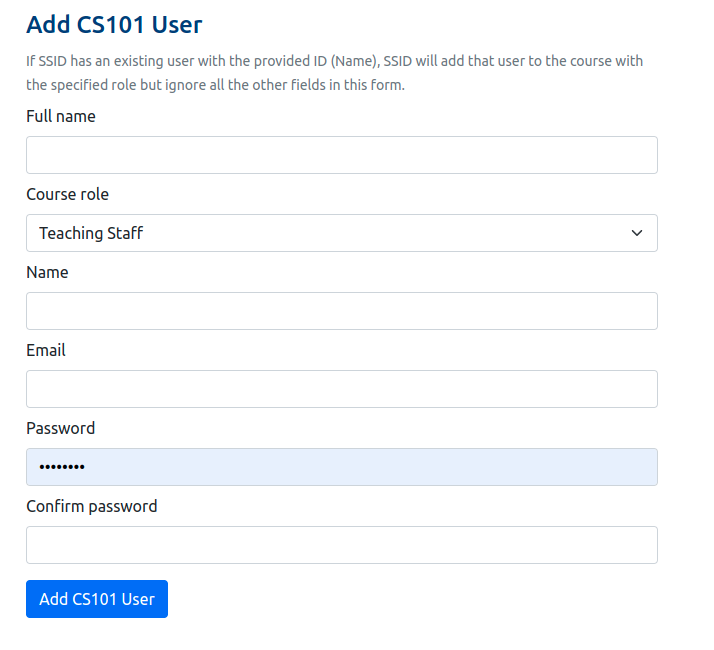 Add CS101 User
If SSID has an existing user with the provided ID (Name), SSID will add that user to the course with
the specified role but ignore all the other fields in this form.
Full name
Course role
Teaching Staff
Name
Email
Password
••••••••
Confirm password
Add CS101 User